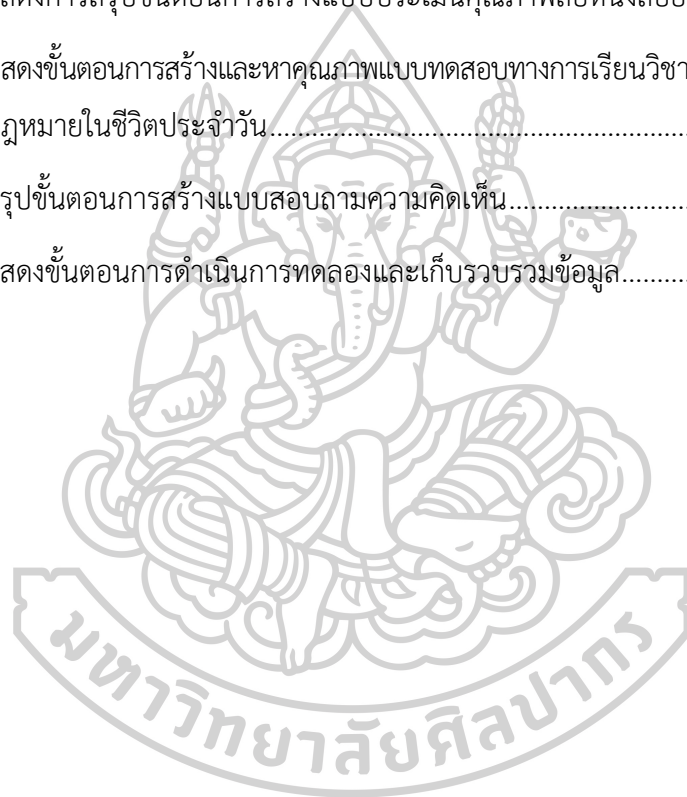 สดงขั้นตอนการสร้างและหาคุณภาพแบบทดสอบทางการเรียนวิชา
ฎหมายในชีวิตประจำวัน
รุปขั้นตอนการสร้างแบบสอบถามความคิดเห็น
สดงขั้นตอนการดำเนินการทดลองและเก็บรวบรวมข้อมูล
มหาวิทยาลัยศิลปากร